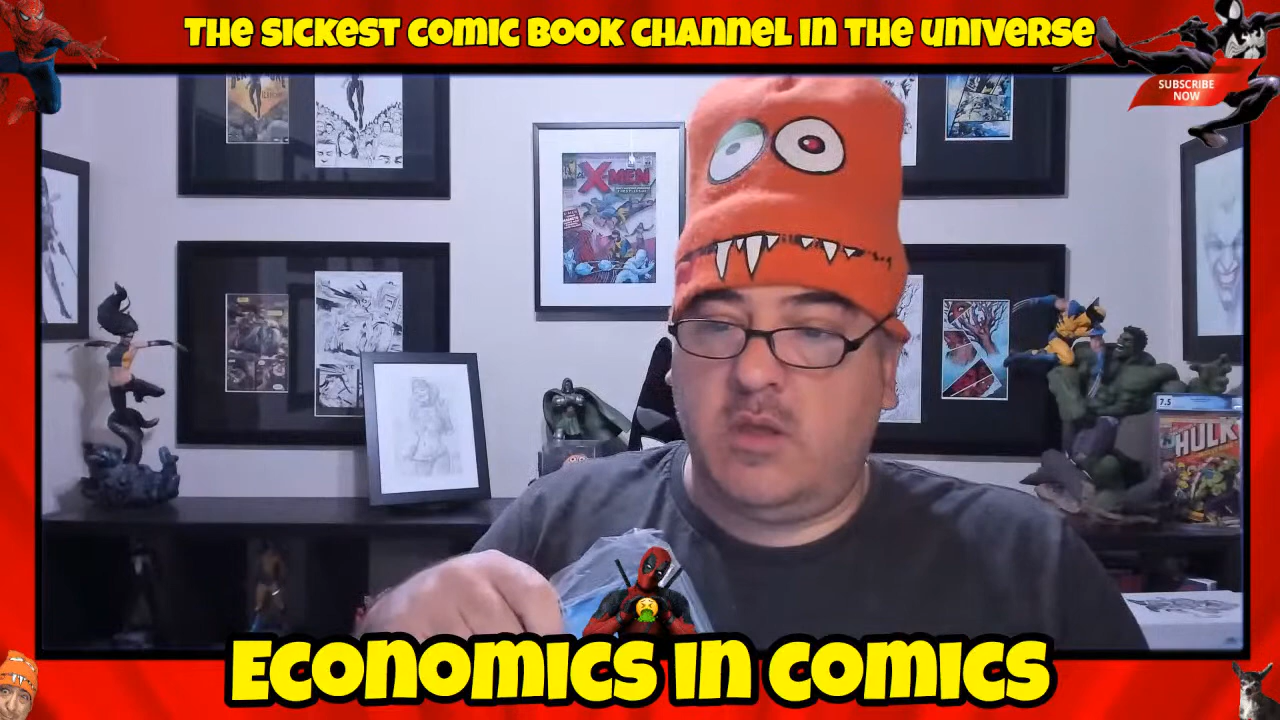 THE SICKEST COMIC BOOK CHANNEL IN THE UNIVERSE
SUBSCRIBE
NOW
X-MEN
7.5
HULK
ECONOMICS IN COMICS